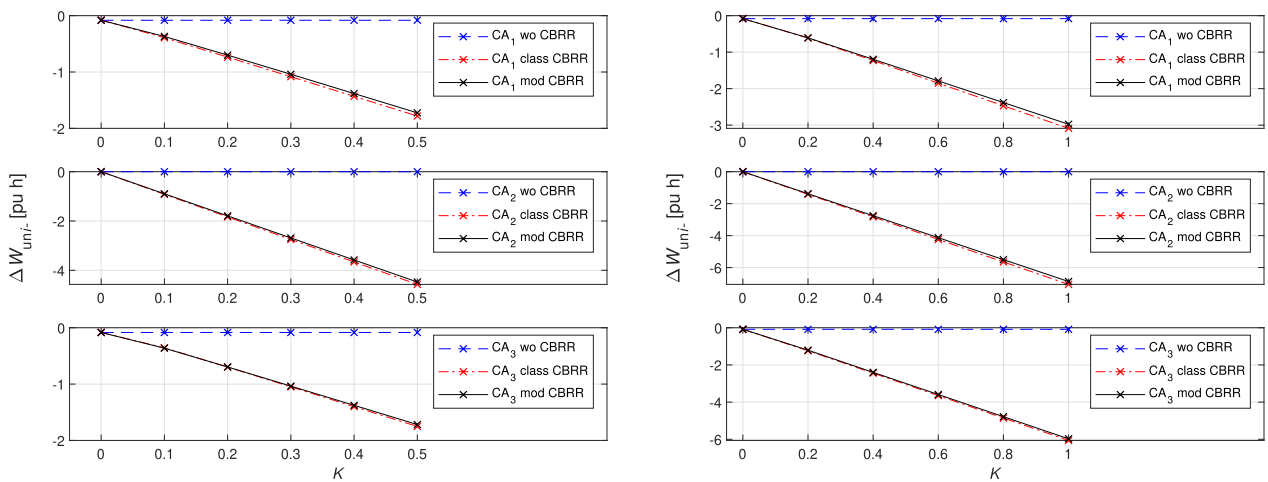 0
-1
-2
0 0.1 0.2 0.3 0.4 0.5
CA1 wo CBRR
CA1 class CBRR
CA1 mod CBRR
0
-2
-4
0 0.1 0.2 0.3 0.4 0.5
CA2 wo CBRR
CA2 class CBRR
CA2 mod CBRR
Δ Wuni- [pu h]
0
-1
-2
0 0.1 0.2 0.3 0.4 0.5
CA3 wo CBRR
CA3 class CBRR
CA3 mod CBRR
K
0
-1
-2
-3
0 0.2 0.4 0.6 0.8 1
CA1 wo CBRR
CA1 class CBRR
CA1 mod CBRR
0
-2
-4
-6
0 0.2 0.4 0.6 0.8 1
CA2 wo CBRR
CA2 class CBRR
CA2 mod CBRR
Δ Wuni- [pu h]
0
-2
-4
-6
0 0.2 0.4 0.6 0.8 1
CA3 wo CBRR
CA3 class CBRR
CA3 mod CBRR
K